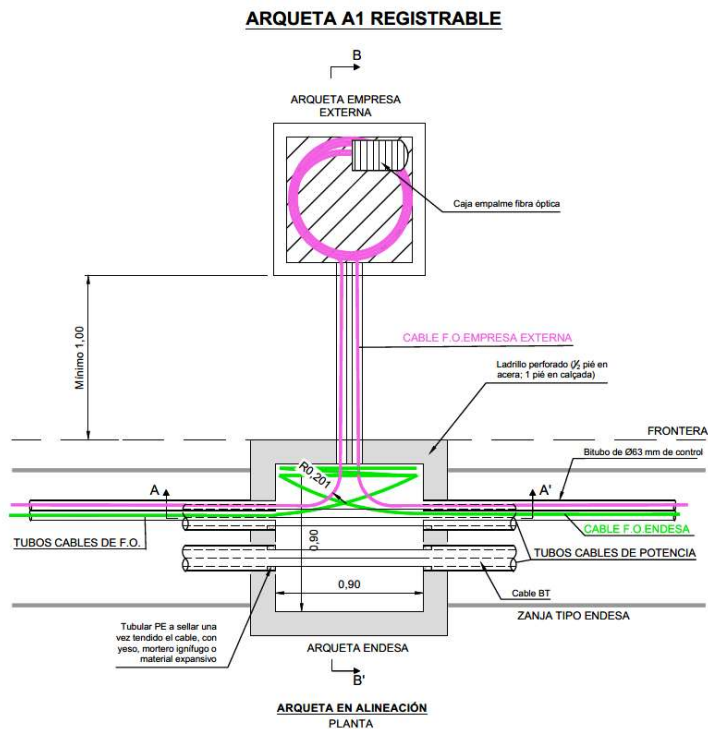 ARQUETA A1 REGISTRABLE
B
ARQUETA EMPRESA
EXTERNA
Caja empalme fibra óptica
Mínimo 1,00
CABLE F.O.EMPRESA EXTERNA
Ladrillo perforado (½ pié en
acera; 1 pié en calçada)
FRONTERA
Bitubo de Ø63 mm de control
R0,201
A
A'
CABLE F.O.ENDESA
TUBOS CABLES DE F.O.
0,90
TUBOS CABLES DE POTENCIA
0,90
Cable BT
ZANJA TIPO ENDESA
Tubular PE a sellar una
vez tendido el cable, con
yeso, mortero ignífugo o
material expansivo
ARQUETA ENDESA
B'
ARQUETA EN ALINEACIÓN
PLANTA